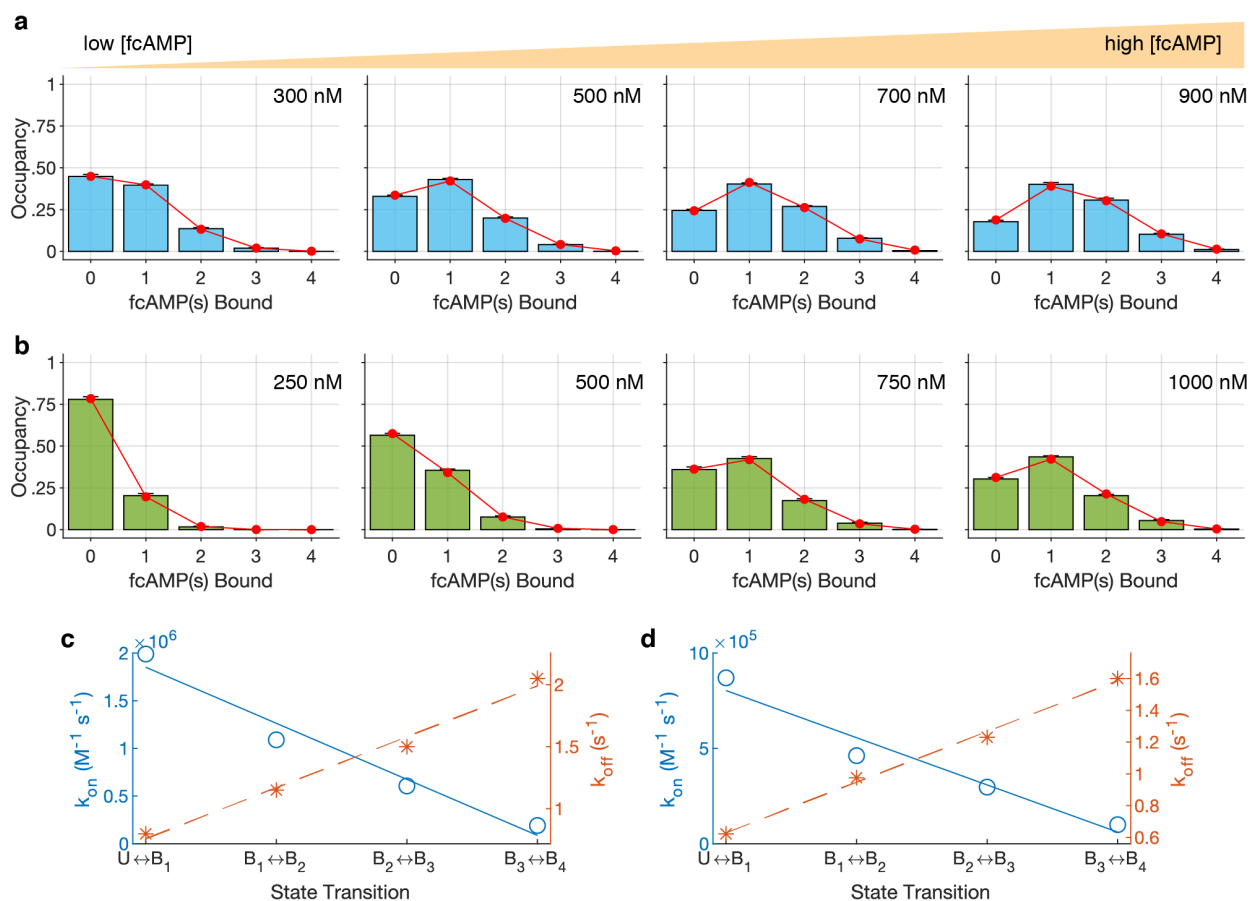 a
low [fcAMP]
high [fcAMP]
Occupancy
1
.75
.50
.25
0
300 nM
0 1 2 3 4
fcAMP(s) Bound
500 nM
0 1 2 3 4
fcAMP(s) Bound
700 nM
0 1 2 3 4
fcAMP(s) Bound
900 nM
0 1 2 3 4
fcAMP(s) Bound
b
Occupancy
1
.75
.50
.25
0
250 nM
0 1 2 3 4
fcAMP(s) Bound
500 nM
0 1 2 3 4
fcAMP(s) Bound
750 nM
0 1 2 3 4
fcAMP(s) Bound
1000 nM
0 1 2 3 4
fcAMP(s) Bound
c
×10⁶
k_on (M⁻¹ s⁻¹)
2
1.5
1
0.5
0
2
1.5
1
k_off (s⁻¹)
U↔B₁ B₁↔B₂ B₂↔B₃ B₃↔B₄
State Transition
d
×10⁵
k_on (M⁻¹ s⁻¹)
10
5
0
1.6
1.4
1.2
1
0.8
0.6
k_off (s⁻¹)
U↔B₁ B₁↔B₂ B₂↔B₃ B₃↔B₄
State Transition